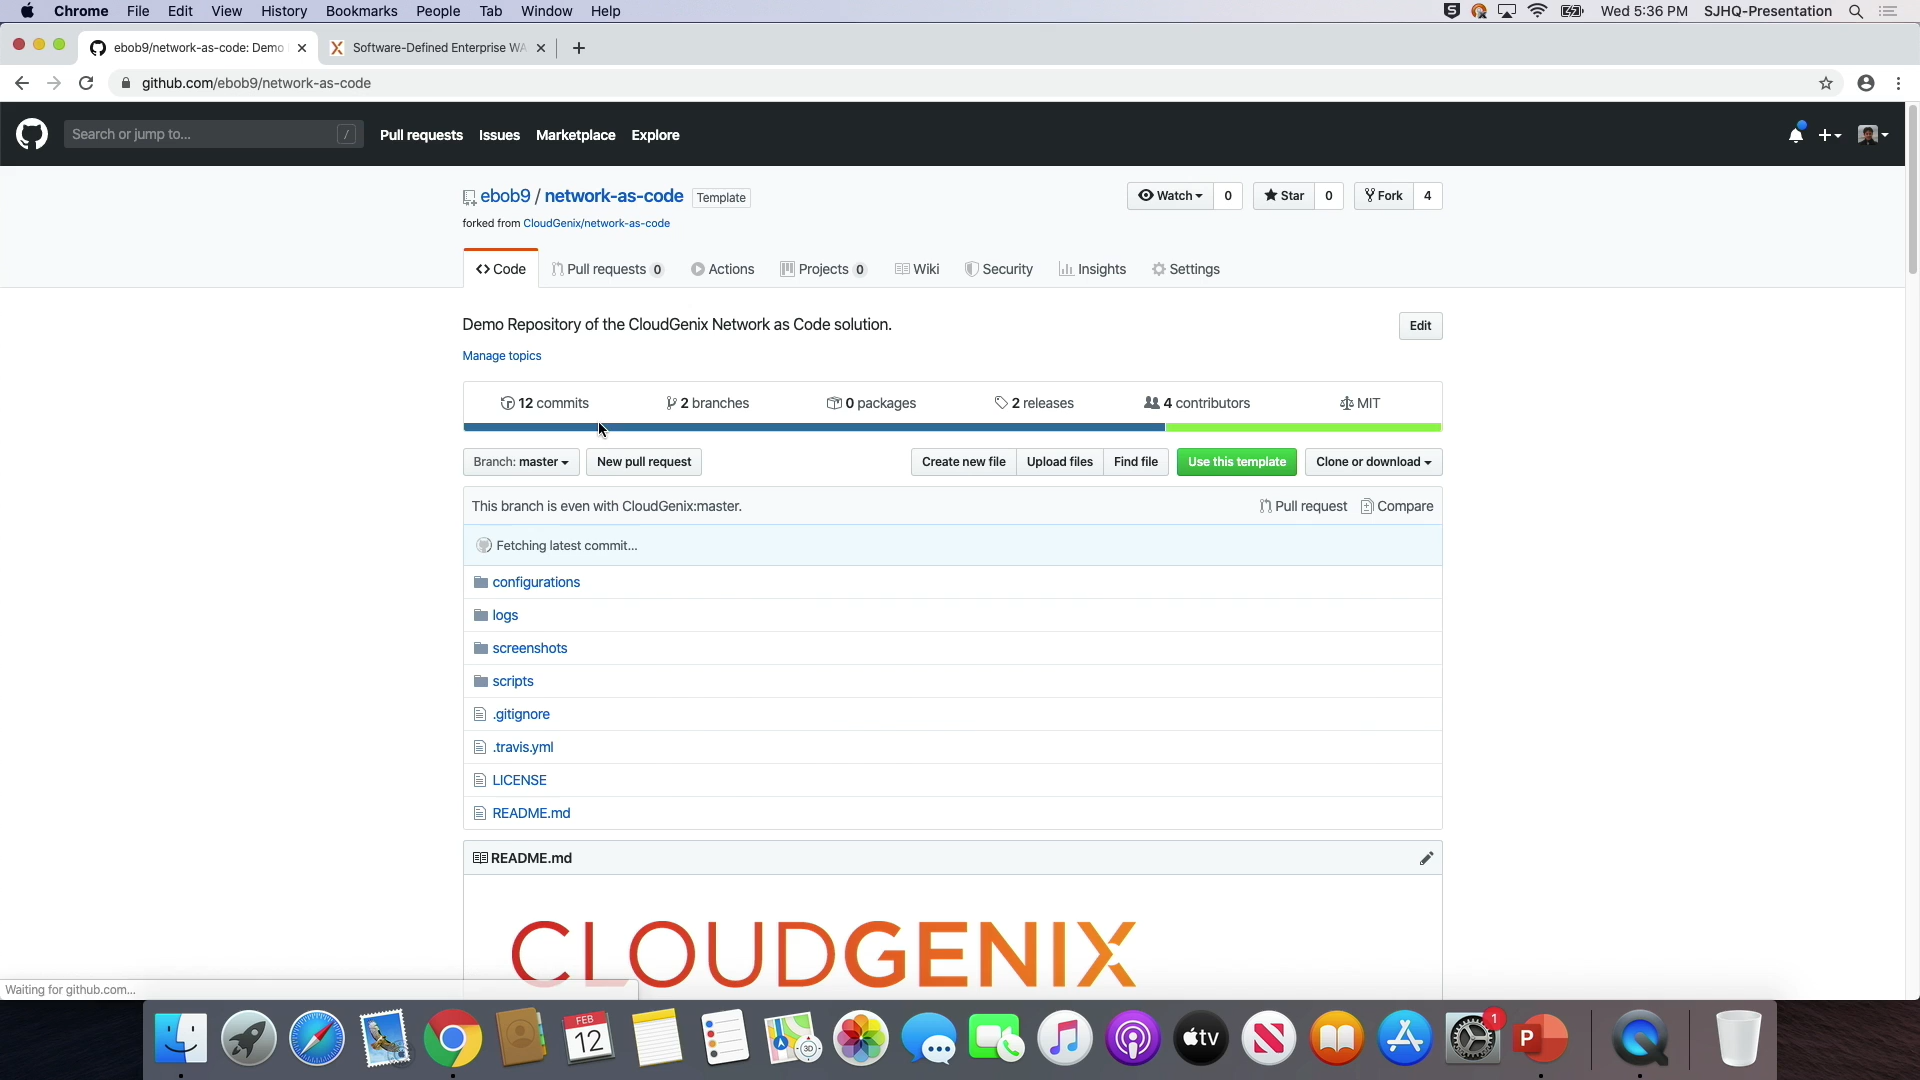 Chrome File Edit View History Bookmarks People Tab Window Help Wed 5:36 PM SJHQ-Presentation
ebob9/network-as-code: Demo Software-Defined Enterprise WA
github.com/ebob9/network-as-code
Search or jump to... / Pull requests Issues Marketplace Explore
ebob9 / network-as-code Template Watch 0 Star 0 Fork 4
forked from CloudGenix/network-as-code
Code Pull requests 0 Actions Projects 0 Wiki Security Insights Settings
Demo Repository of the CloudGenix Network as Code solution. Edit
Manage topics
12 commits 2 branches 0 packages 2 releases 4 contributors MIT
Branch: master New pull request Create new file Upload files Find file Use this template Clone or download
This branch is even with CloudGenix:master. Pull request Compare
Fetching latest commit...
configurations
logs
screenshots
scripts
.gitignore
.travis.yml
LICENSE
README.md
README.md
CLOUDGENIX
Waiting for github.com...
FEB
12
3D
tv
1
P